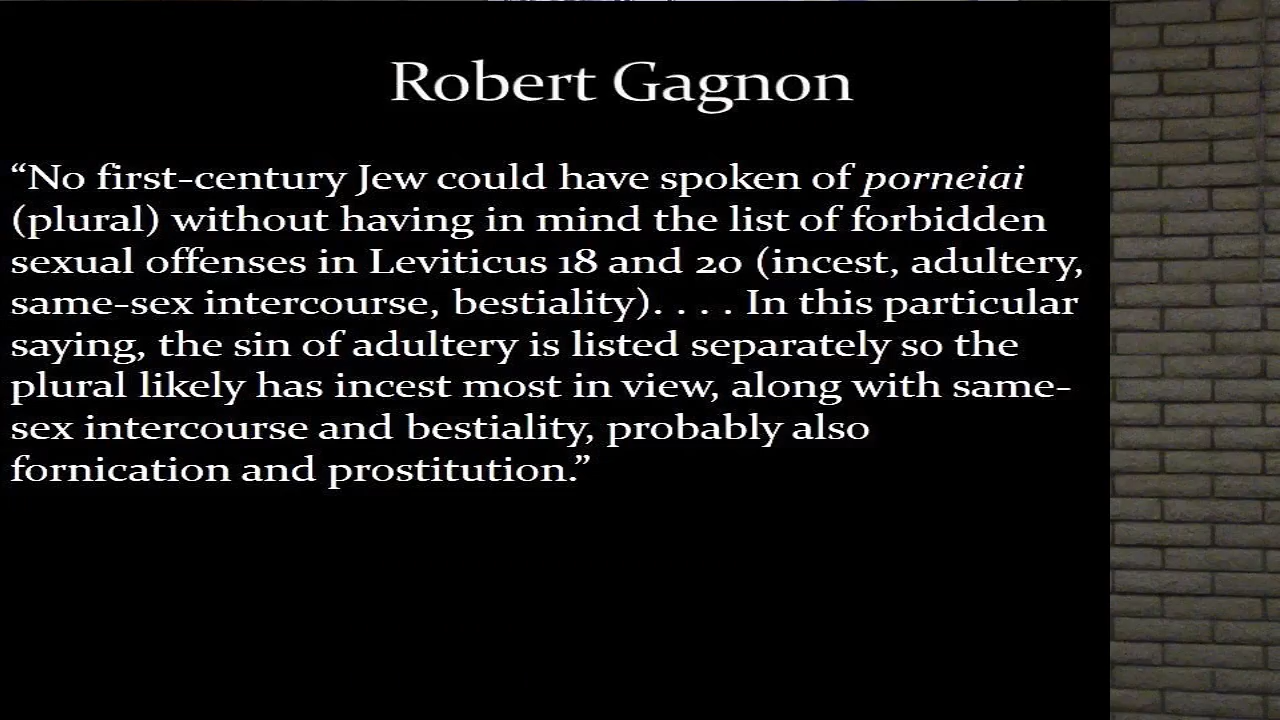 Robert Gagnon
“No first-century Jew could have spoken of porneiai
(plural) without having in mind the list of forbidden
sexual offenses in Leviticus 18 and 20 (incest, adultery,
same-sex intercourse, bestiality). . . . In this particular
saying, the sin of adultery is listed separately so the
plural likely has incest most in view, along with same-
sex intercourse and bestiality, probably also
fornication and prostitution.”